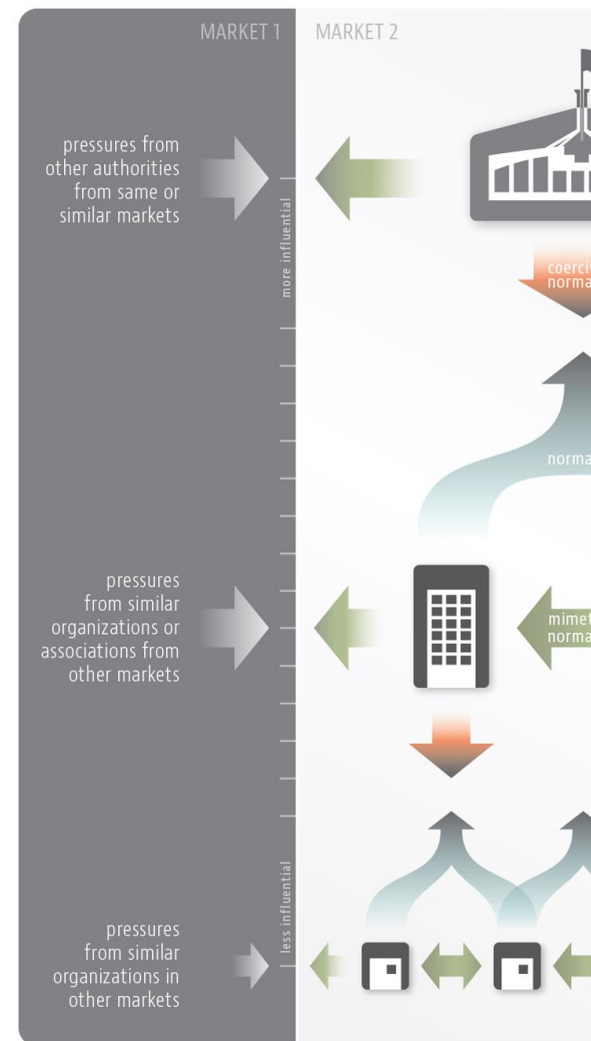 MARKET 1
MARKET 2
pressures from
other authorities
from same or
similar markets
more influential
pressures
from similar
organizations or
associations from
other markets
less influential
pressures
from similar
organizations in
other markets